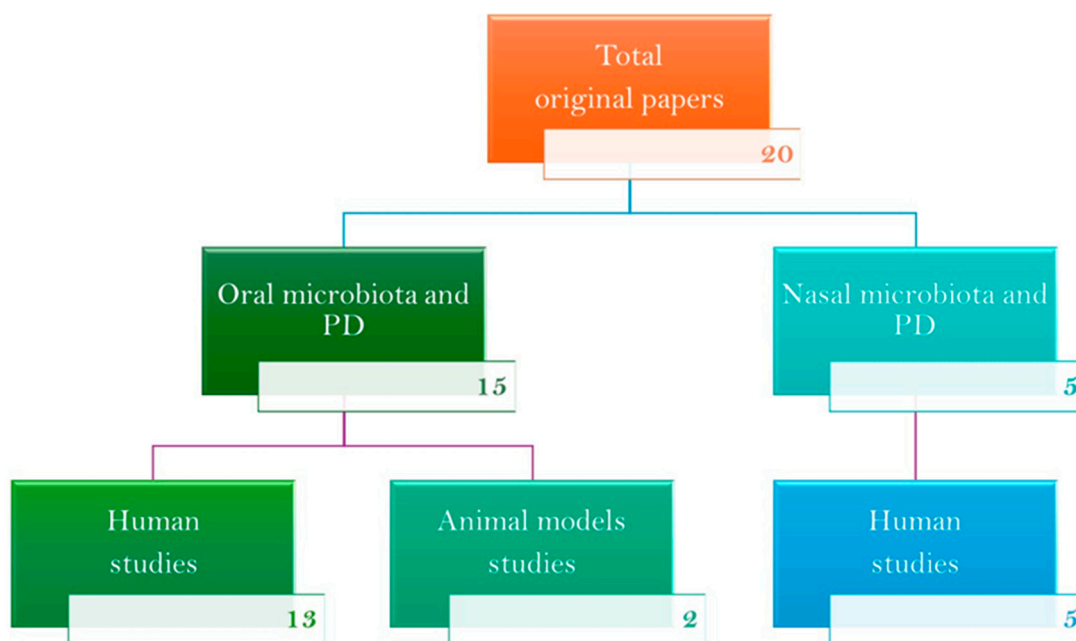 Total
original papers
20
Oral microbiota and
PD
15
Nasal microbiota and
PD
5
Human
studies
13
Animal models
studies
2
Human
studies
5